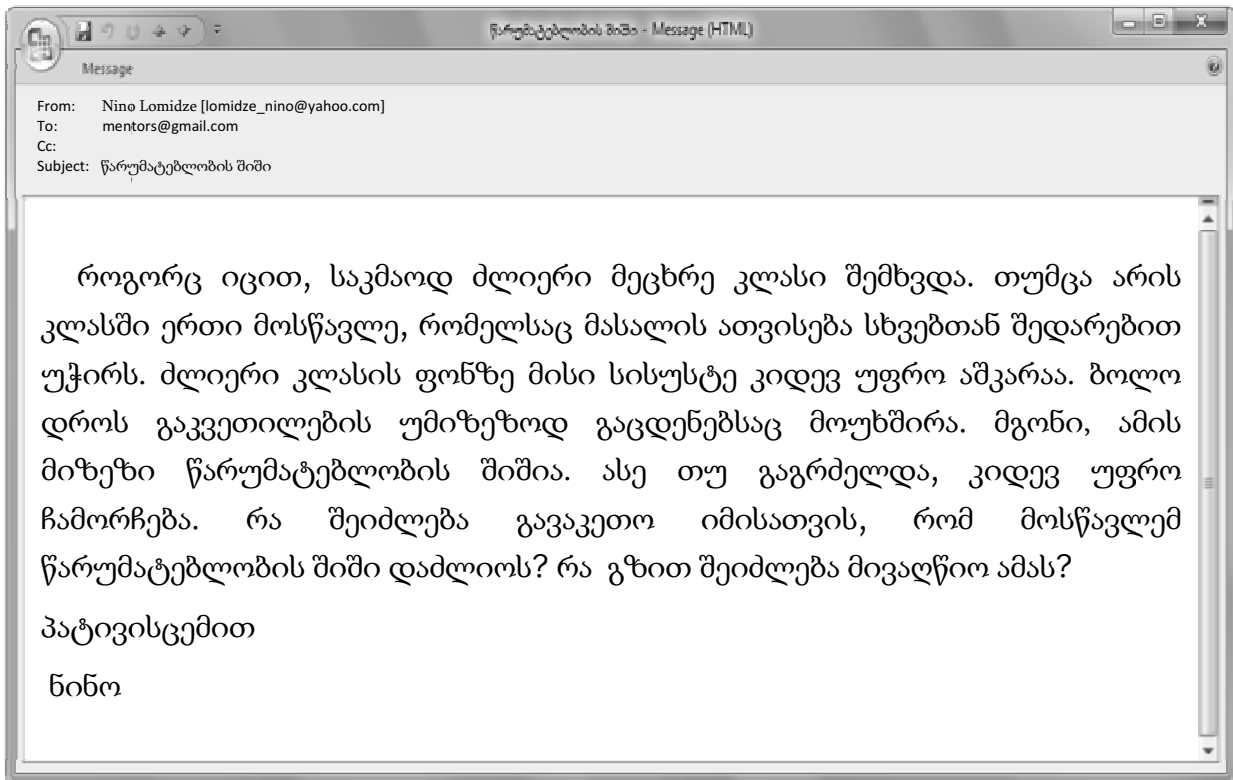 წარუმატებლობის შიში - Message (HTML)
Message
From: Nino Lomidze [lomidze_nino@yahoo.com]
To: mentors@gmail.com
Cc:
Subject: წარუმატებლობის შიში
როგორც იცით, საკმაოდ ძლიერი მეცხრე კლასი შემხვდა. თუმცა არის
კლასში ერთი მოსწავლე, რომელსაც მასალის ათვისება სხვებთან შედარებით
უჭირს. ძლიერი კლასის ფონზე მისი სისუსტე კიდევ უფრო აშკარაა. ბოლო
დროს გაკვეთილების უმიზეზოდ გაცდენებსაც მოუხშირა. მგონი, ამის
მიზეზი წარუმატებლობის შიშია. ასე თუ გაგრძელდა, კიდევ უფრო
ჩამორჩება. რა შეიძლება გავაკეთო იმისათვის, რომ მოსწავლემ
წარუმატებლობის შიში დაძლიოს? რა გზით შეიძლება მივაღწიო ამას?
პატივისცემით
ნინო